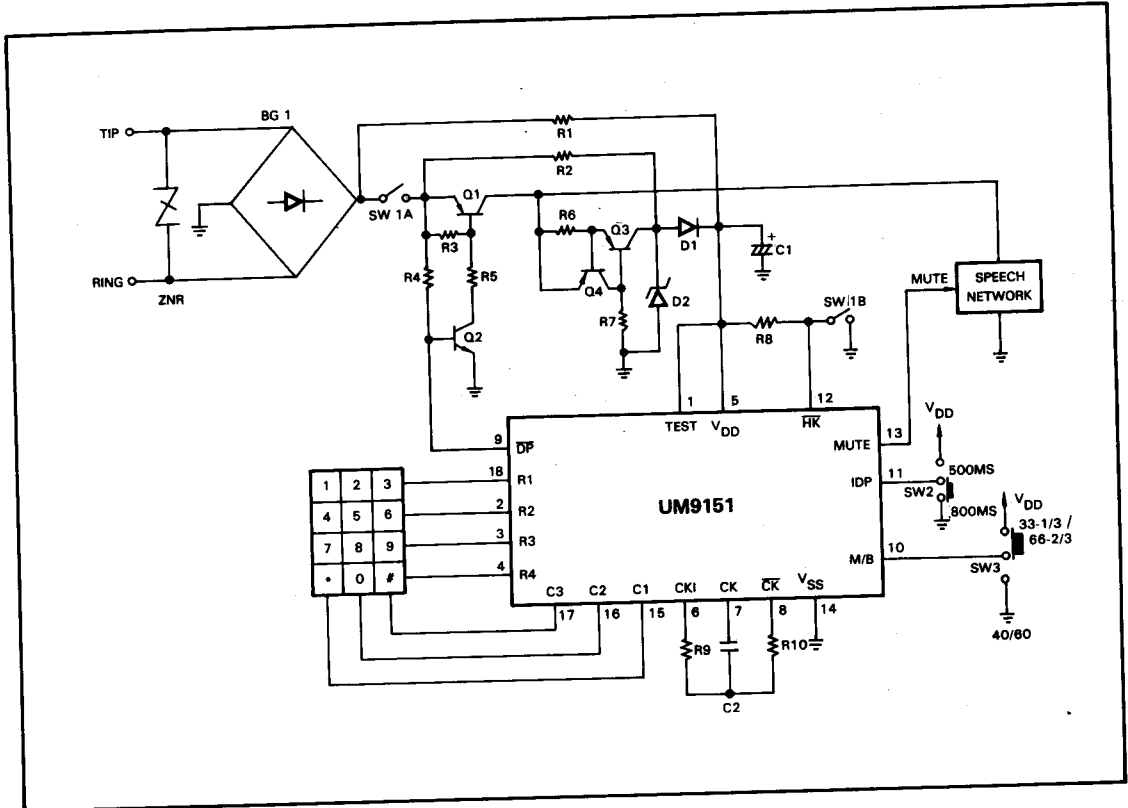 BG 1
TIP
RING
ZNR
SW 1A
R1
R2
Q1
R3
R4
R5
Q2
R6
Q3
Q4
R7
D1
D2
+
C1
R8
SW 1B
MUTE
SPEECH
NETWORK
1 5 12
TEST VDD HK
9 DP
18 R1
2 R2
3 R3
4 R4
UM9151
MUTE 13
IDP 11
M/B 10
C3 C2 C1 CKI CK CK VSS
17 16 15 6 7 8 14
R9
R10
C2
1 2 3
4 5 6
7 8 9
* 0 #
VDD
500MS
SW2
800MS
VDD
33-1/3 /
66-2/3
SW3
40/60